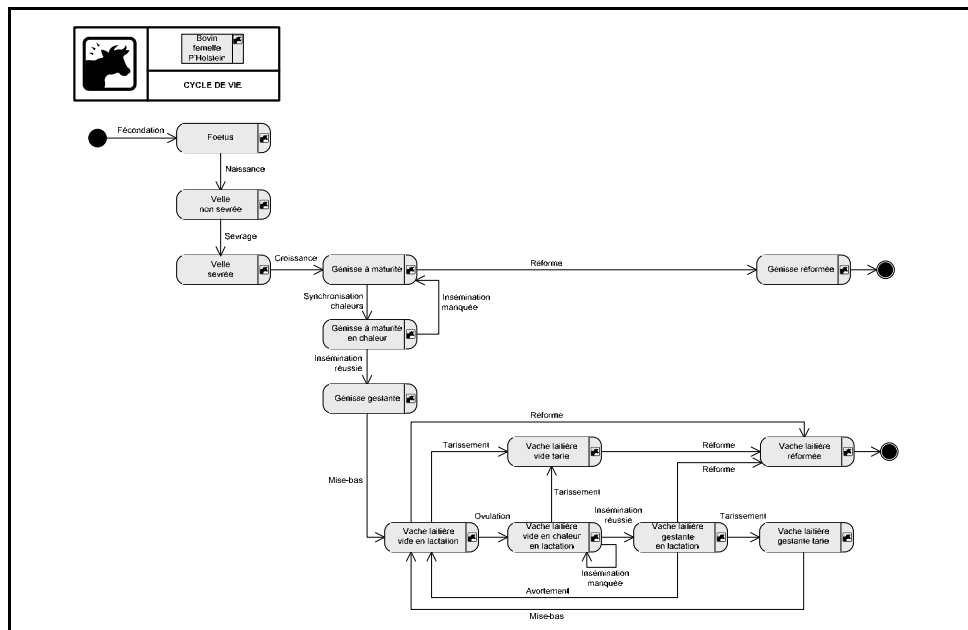 Bovin
femelle
P'Holstein
CYCLE DE VIE
Fécondation
Foetus
Naissance
Velle
non sevrée
Sevrage
Velle
sevrée
Croissance
Génisse à maturité
Réforme
Génisse réformée
Synchronisation
chaleurs
Insémination
manquée
Génisse à maturité
en chaleur
Insémination
réussie
Génisse gestante
Réforme
Tarissement
Vache laitière
vide tarie
Réforme
Vache laitière
réformée
Réforme
Mise-bas
Tarissement
Ovulation
Insémination
réussie
Tarissement
Vache laitière
vide en lactation
Vache laitière
vide en chaleur
en lactation
Vache laitière
gestante
en lactation
Vache laitière
gestante tarie
Insémination
manquée
Avortement
Mise-bas